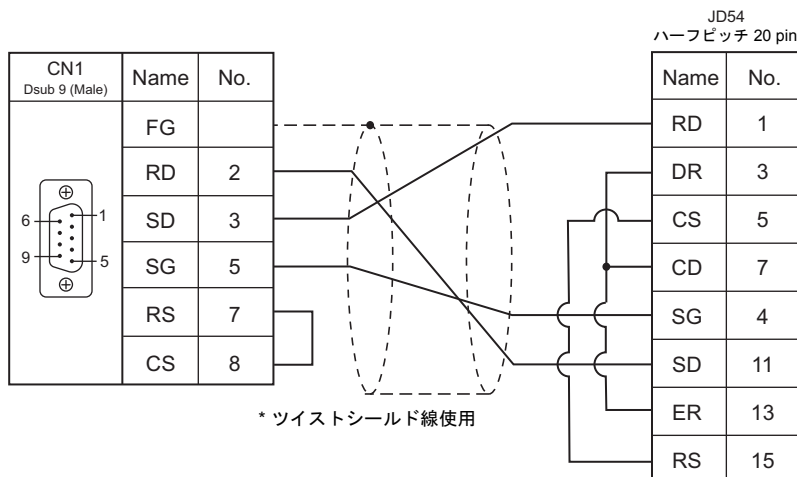 JD54
ハーフピッチ 20 pin
CN1
Dsub 9 (Male)
Name No.
FG
RD 2
SD 3
SG 5
RS 7
CS 8
6
1
9
5
* ツイストシールド線使用
Name No.
RD 1
DR 3
CS 5
CD 7
SG 4
SD 11
ER 13
RS 15